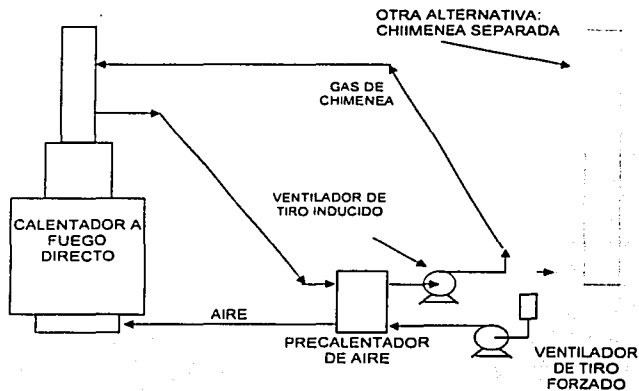 OTRA ALTERNATIVA:
CHIIMENEA SEPARADA
GAS DE
CHIMENEA
VENTILADOR DE
TIRO INDUCIDO
CALENTADOR A
FUEGO
DIRECTO
AIRE
PRECALENTADOR
DE AIRE
VENTILADOR
DE TIRO
FORZADO